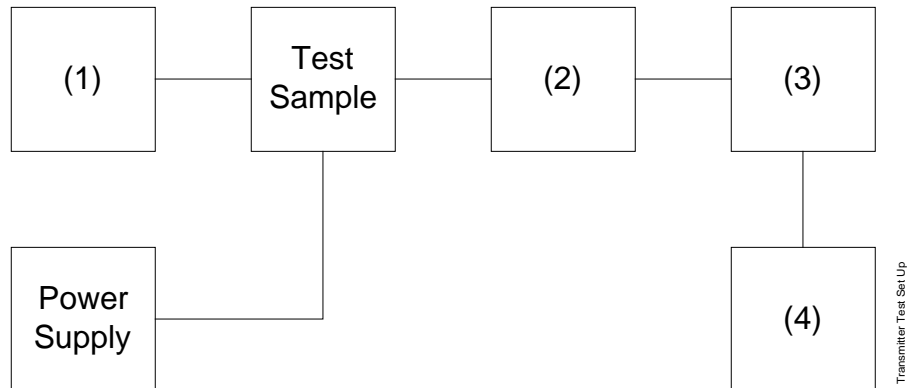 (1)
Test
Sample
(2)
(3)
Power
Supply
(4)
Transmitter Test Set Up